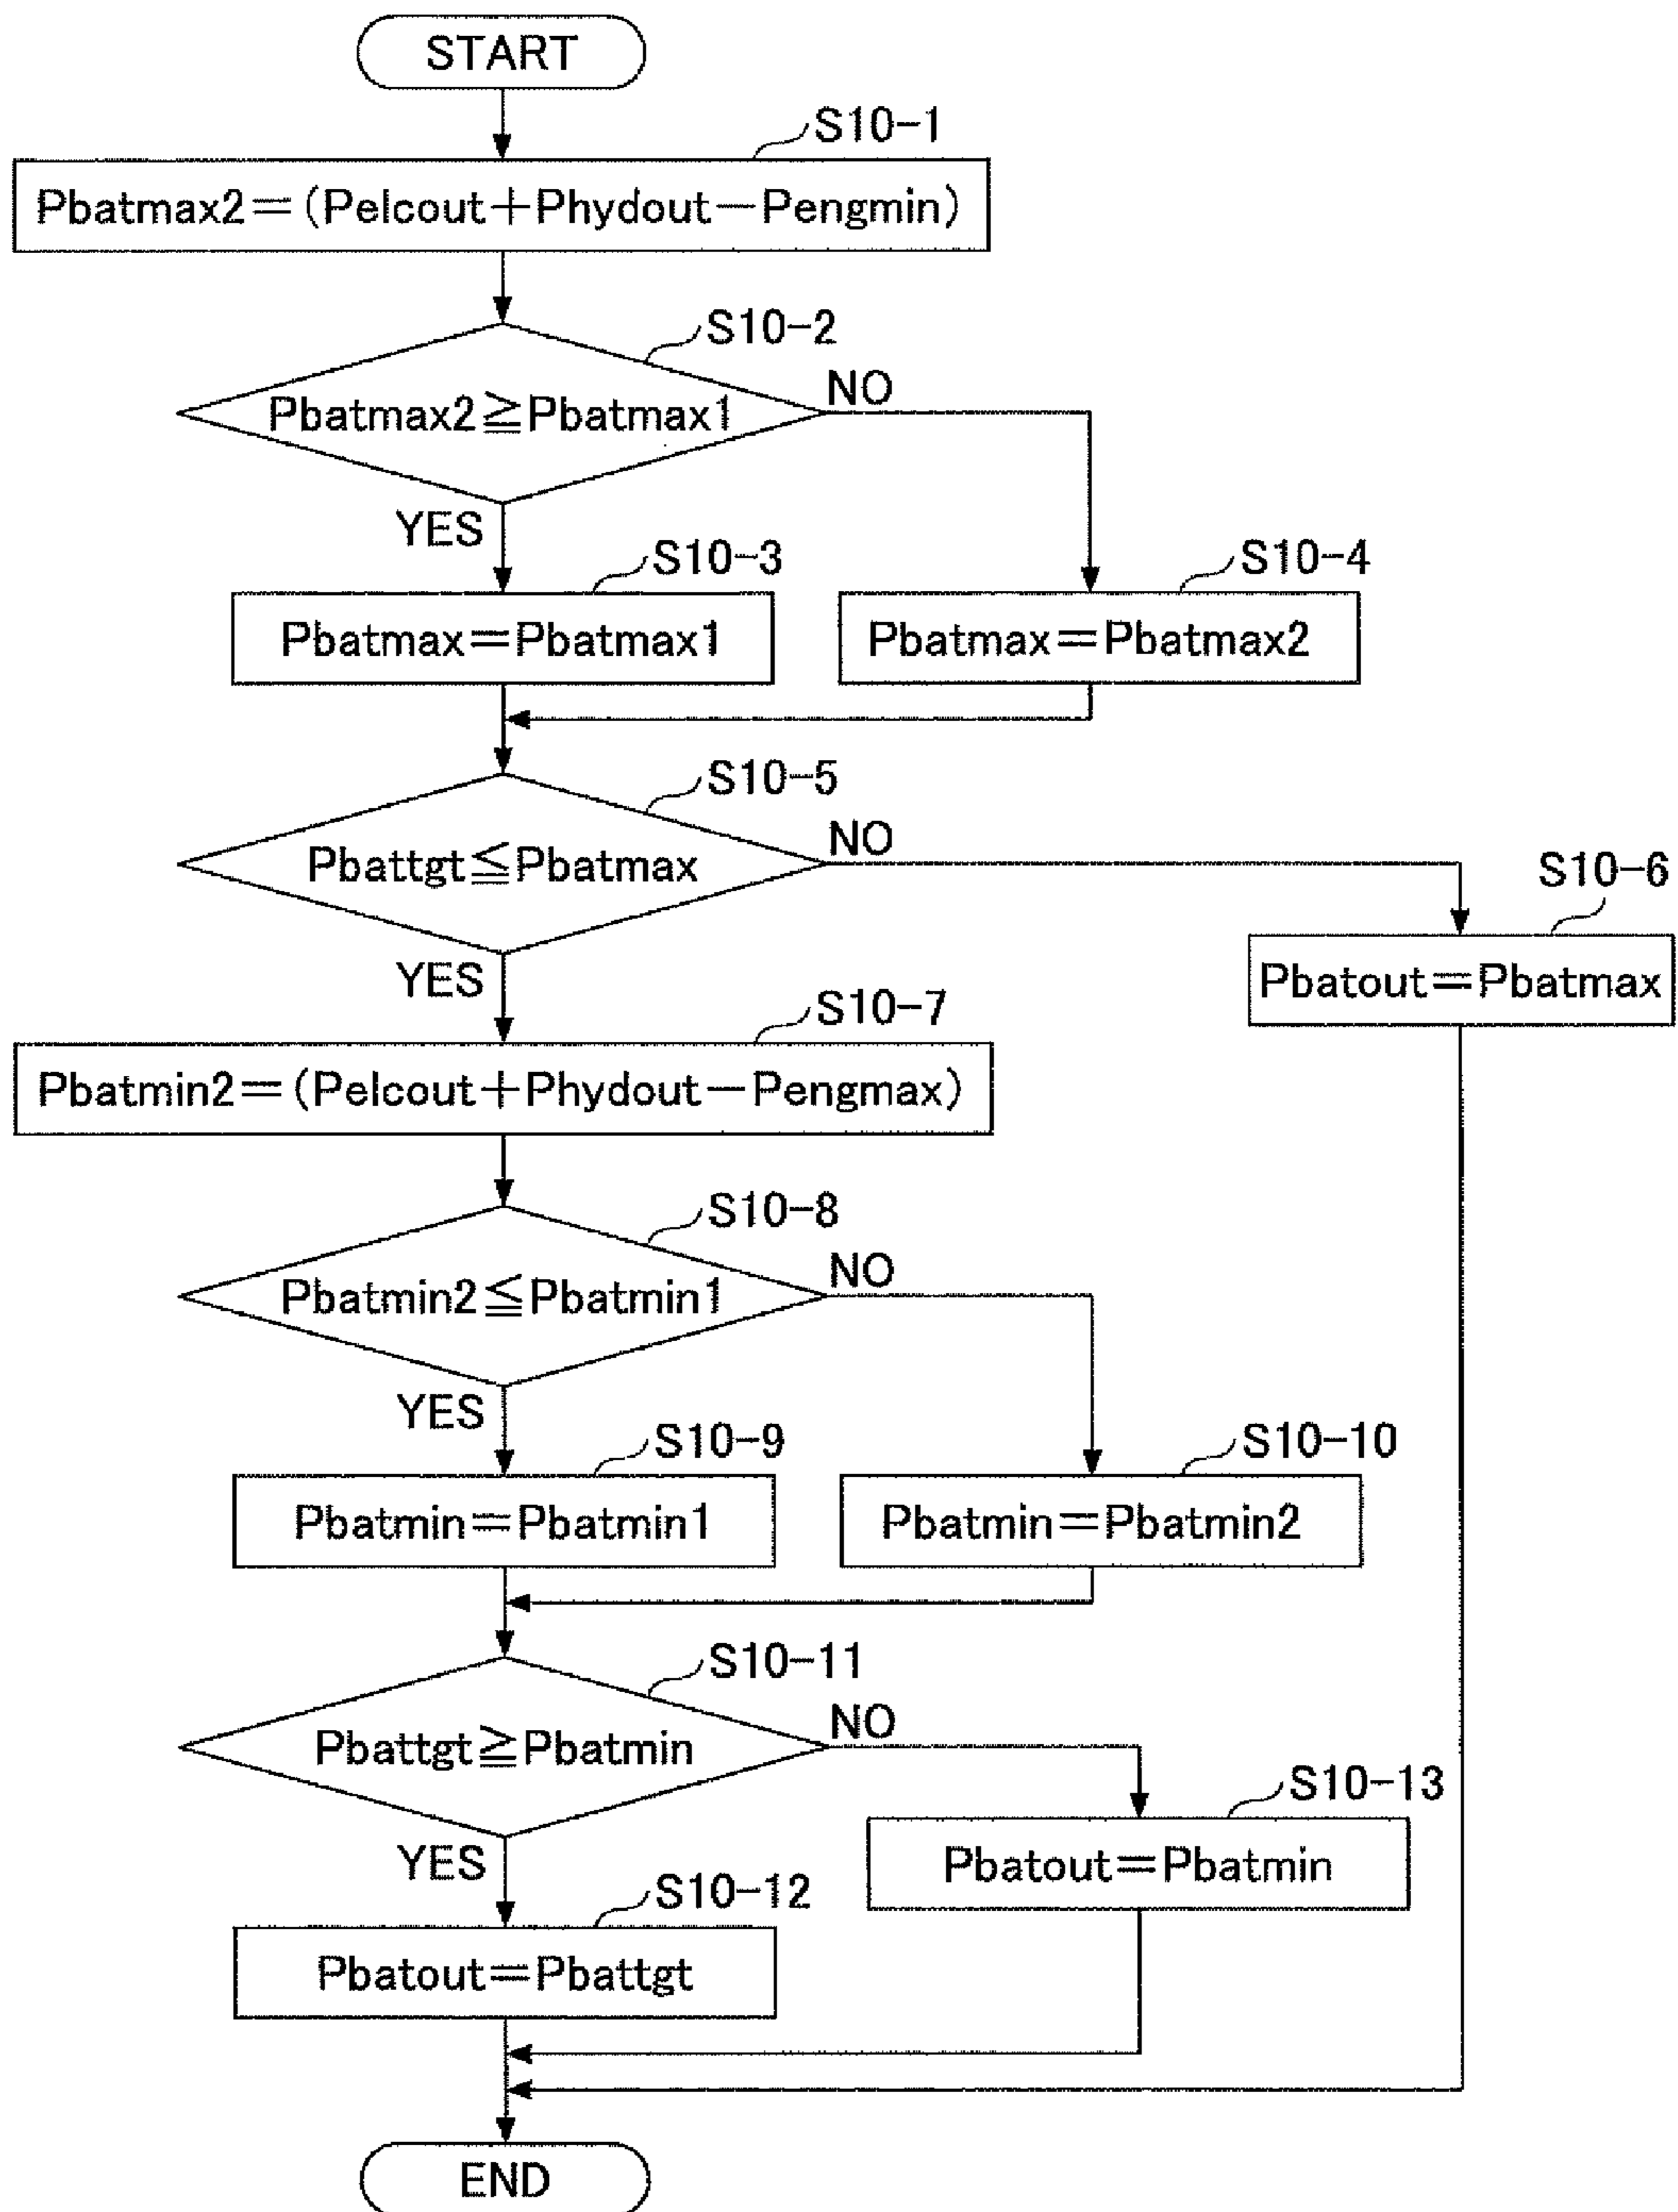 START
S10-1
Pbatmax2＝(Pelcout＋Phydout－Pengmin)
S10-2
Pbatmax2≧Pbatmax1
NO
YES
S10-3
Pbatmax＝Pbatmax1
S10-4
Pbatmax＝Pbatmax2
S10-5
Pbattgt≦Pbatmax
NO
S10-6
Pbatout＝Pbatmax
YES
S10-7
Pbatmin2＝(Pelcout＋Phydout－Pengmax)
S10-8
Pbatmin2≦Pbatmin1
NO
YES
S10-9
Pbatmin＝Pbatmin1
S10-10
Pbatmin＝Pbatmin2
S10-11
Pbattgt≧Pbatmin
NO
S10-13
Pbatout＝Pbatmin
YES
S10-12
Pbatout＝Pbattgt
END